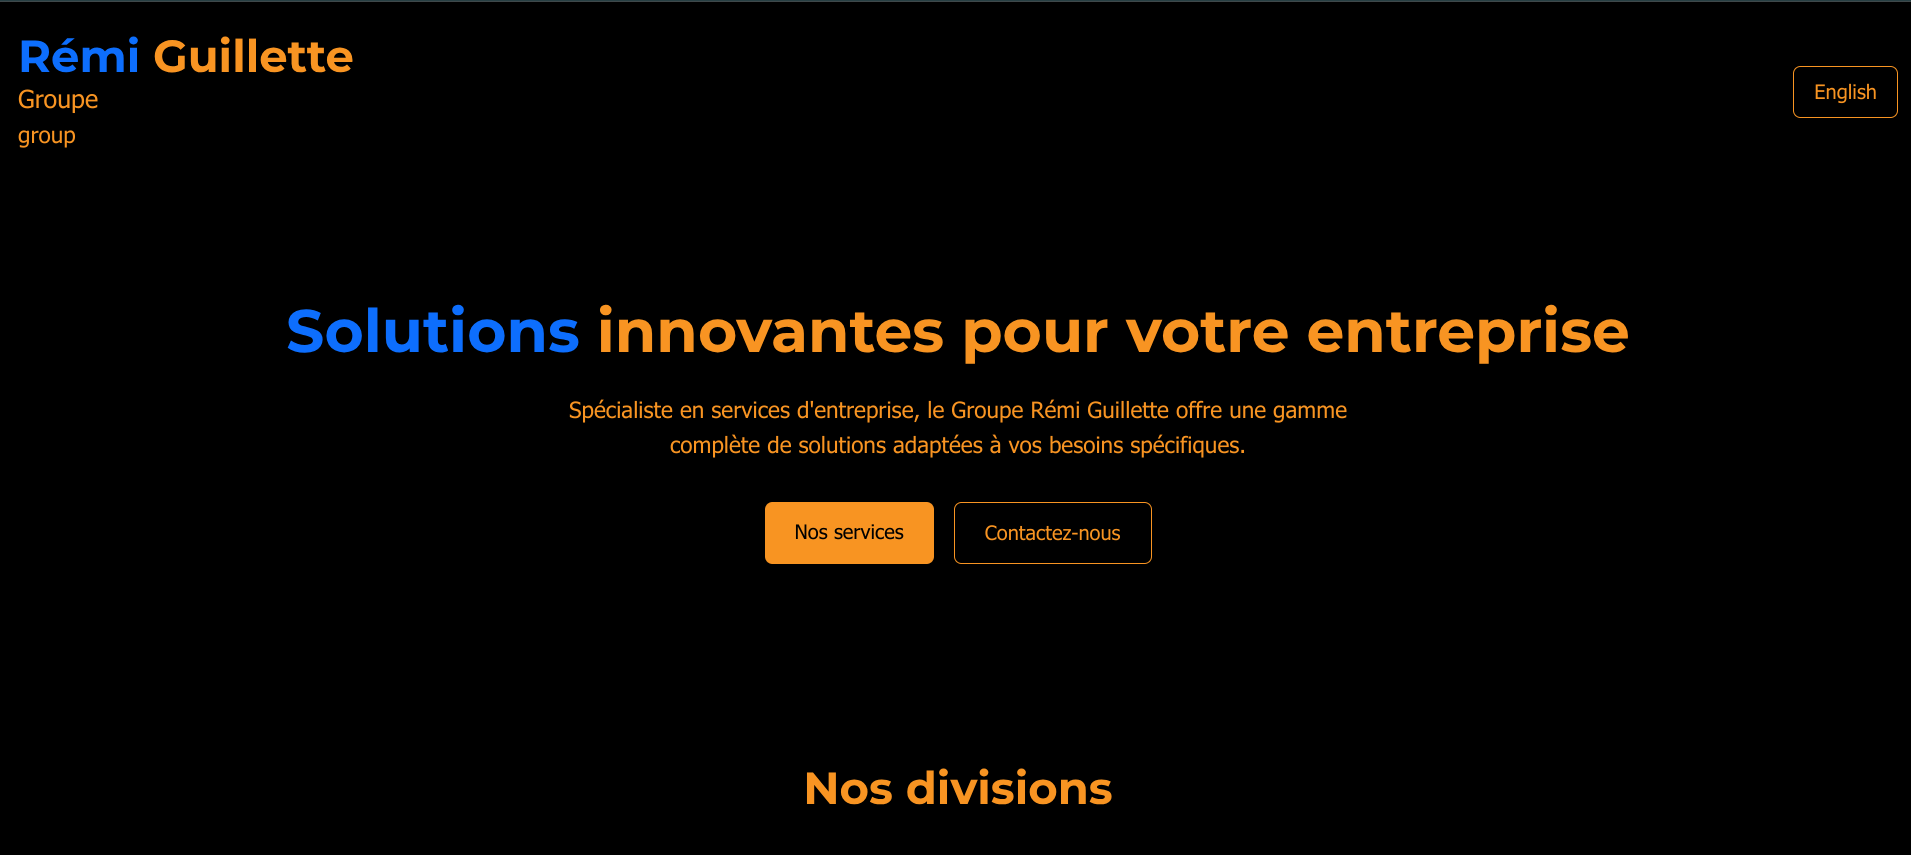 Rémi Guillette
Groupe
group
English
Solutions innovantes pour votre entreprise
Spécialiste en services d'entreprise, le Groupe Rémi Guillette offre une gamme
complète de solutions adaptées à vos besoins spécifiques.
Nos services
Contactez-nous
Nos divisions